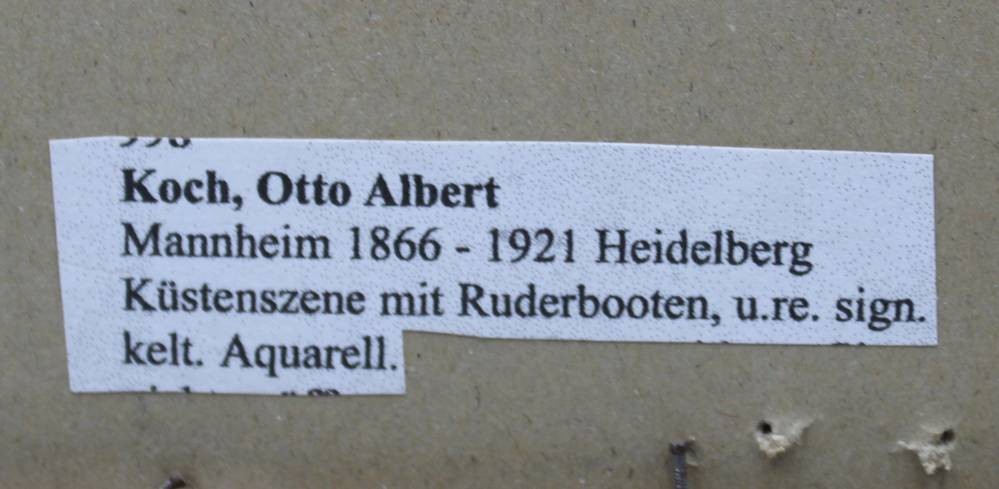 Koch, Otto Albert
Mannheim 1866 - 1921 Heidelberg
Küstenszene mit Ruderbooten, u.re. sign.
kelt. Aquarell.